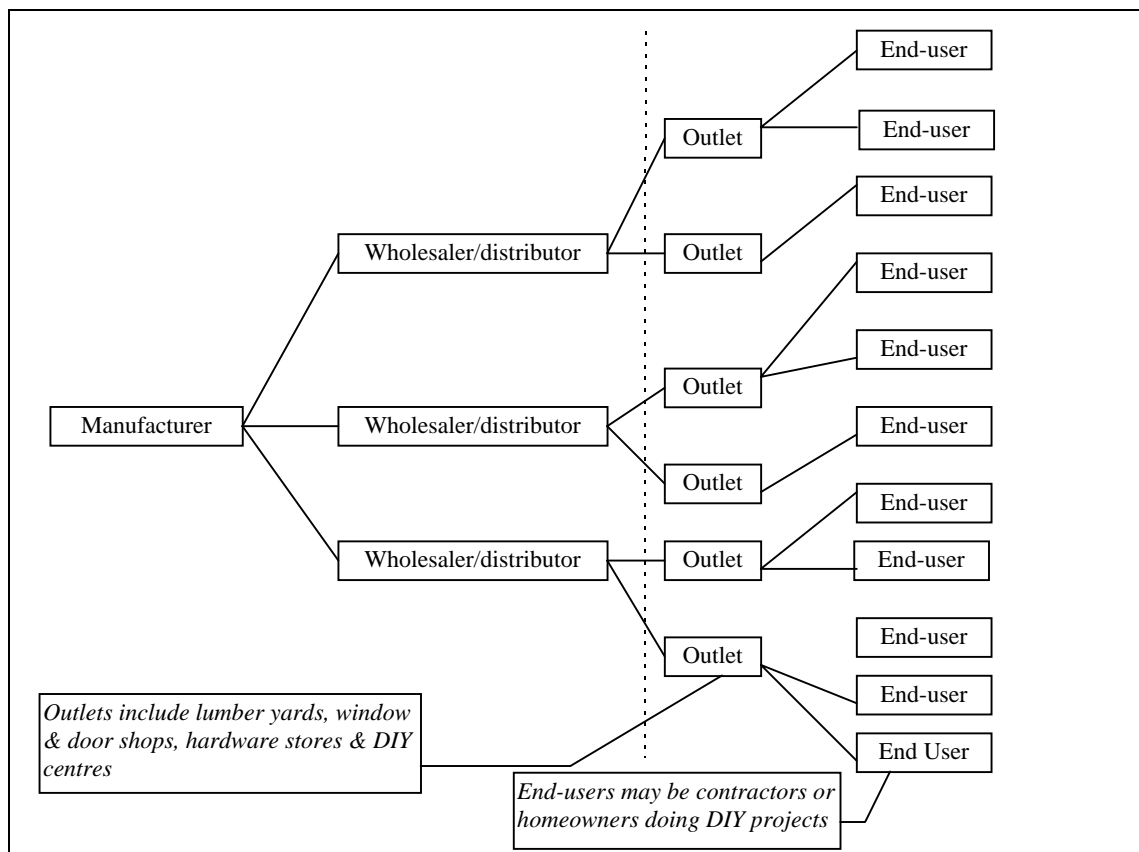 End-user
End-user
Outlet
End-user
Wholesaler/distributor
Outlet
End-user
End-user
Outlet
Manufacturer
Wholesaler/distributor
End-user
Outlet
End-user
Wholesaler/distributor
Outlet
End-user
End-user
Outlet
End-user
Outlets include lumber yards, window
& door shops, hardware stores & DIY
centres
End User
End-users may be contractors or
homeowners doing DIY projects